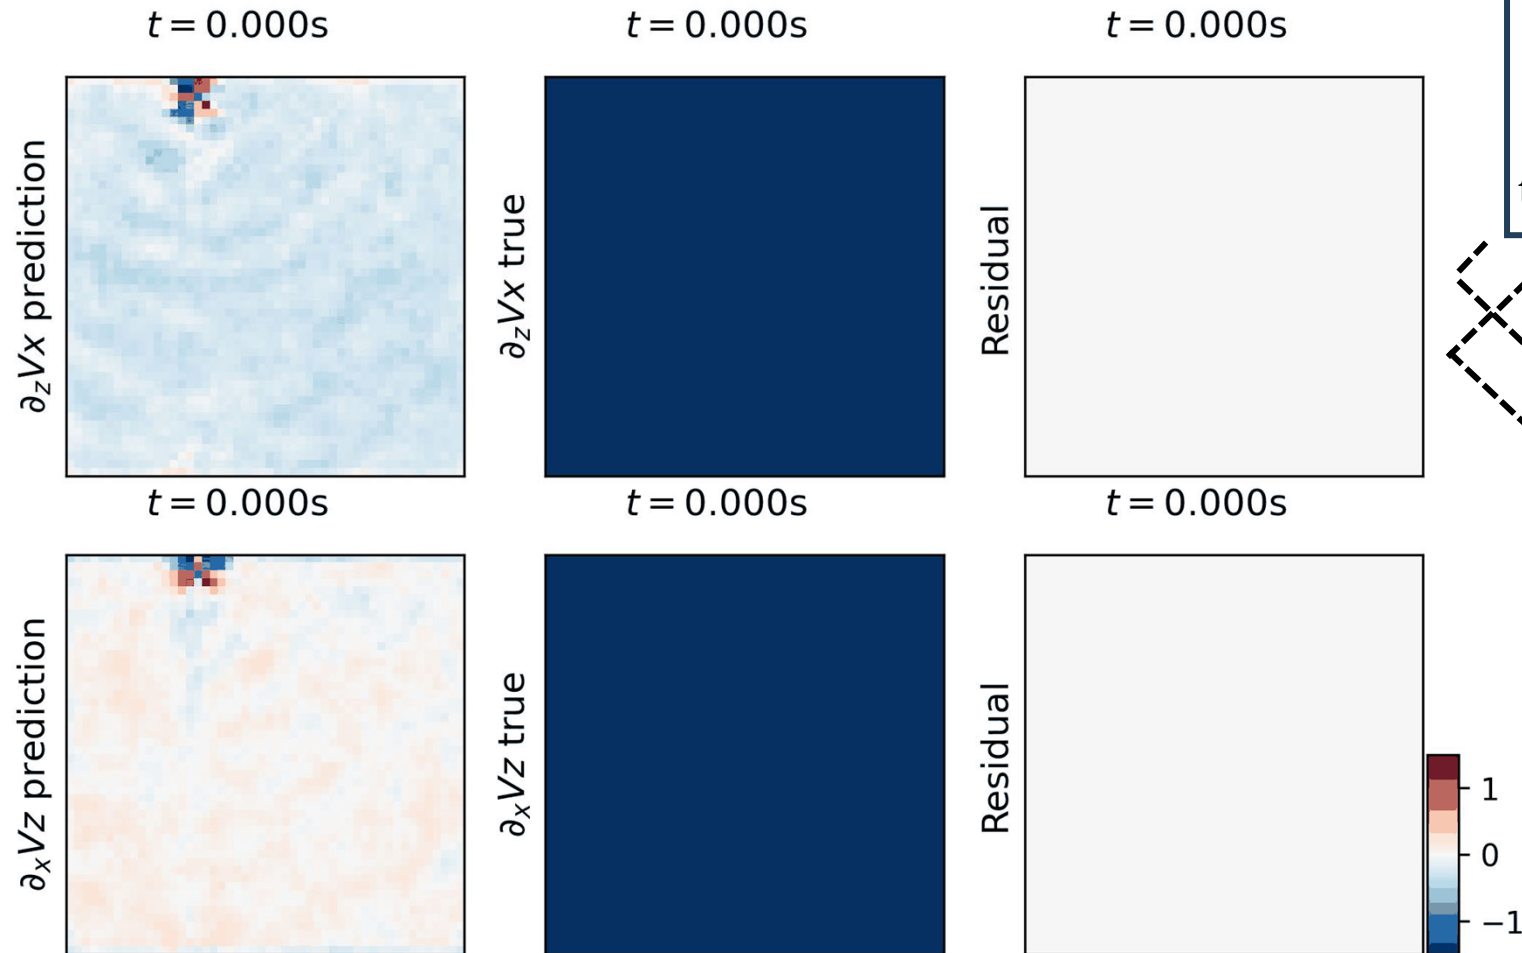 t = 0.000s
t = 0.000s
t = 0.000s
∂zVx prediction
∂zVx true
Residual
t = 0.000s
t = 0.000s
t = 0.000s
∂xVz prediction
∂xVz true
Residual
1
0
−1